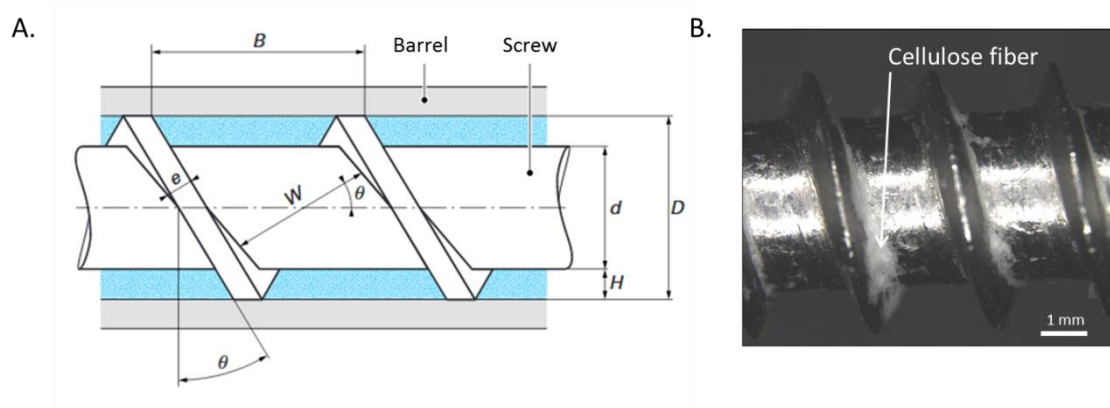 A.
B
Barrel
Screw
e
W
θ
d
D
H
θ
B.
Cellulose fiber
1 mm